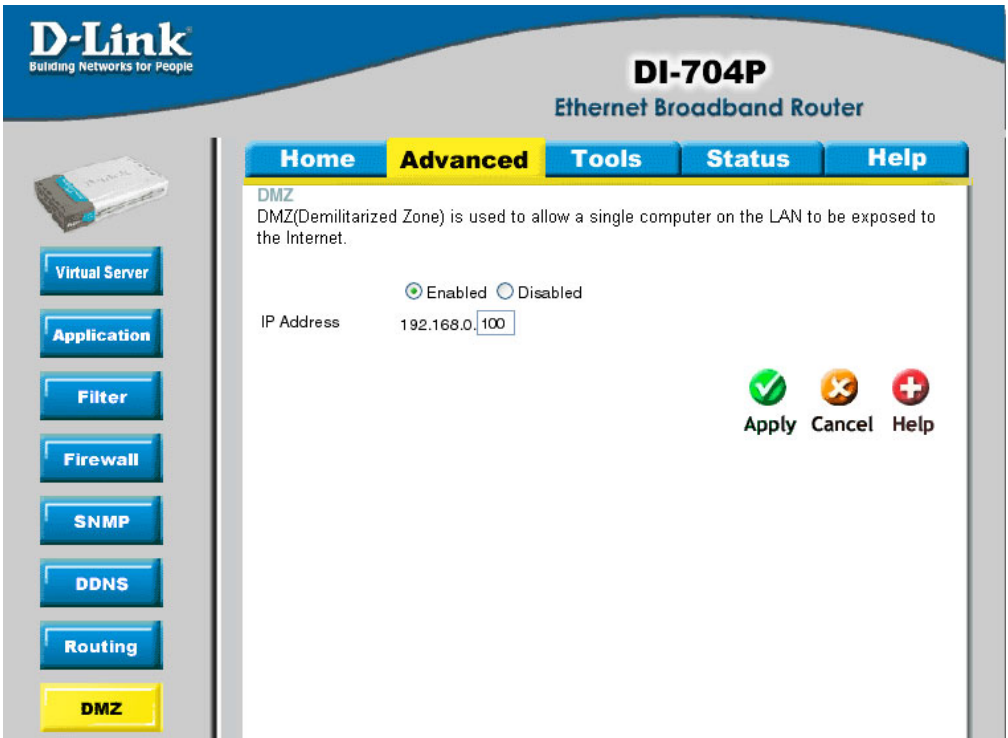 D-Link
Building Networks for People
DI-704P
Ethernet Broadband Router
Home Advanced Tools Status Help
DMZ
DMZ(Demilitarized Zone) is used to allow a single computer on the LAN to be exposed to
the Internet.
Enabled Disabled
IP Address 192.168.0. 100
Apply Cancel Help
Virtual Server
Application
Filter
Firewall
SNMP
DDNS
Routing
DMZ